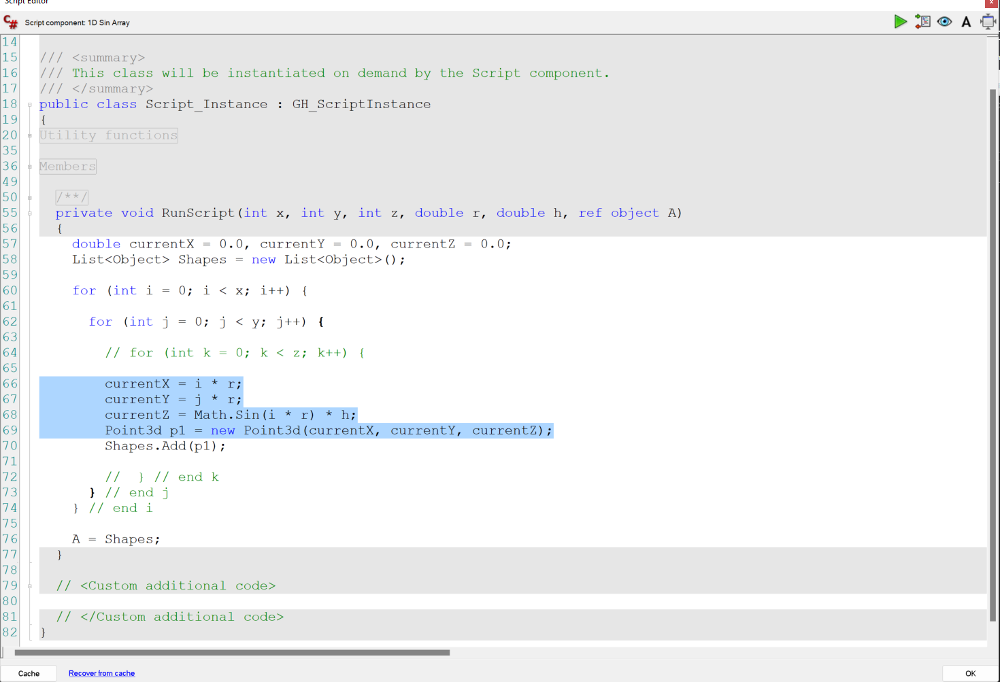 Script Editor
x
C# Script component: 1D Sin Array A
14
15 /// <summary>
16 /// This class will be instantiated on demand by the Script component.
17 /// </summary>
18 public class Script_Instance : GH_ScriptInstance
19 {
20 Utility functions
35
36 Members
49
50 /**/
55 private void RunScript(int x, int y, int z, double r, double h, ref object A)
56 {
57 double currentX = 0.0, currentY = 0.0, currentZ = 0.0;
58 List<Object> Shapes = new List<Object>();
59
60 for (int i = 0; i < x; i++) {
61
62 for (int j = 0; j < y; j++) {
63
64 // for (int k = 0; k < z; k++) {
65
66 currentX = i * r;
67 currentY = j * r;
68 currentZ = Math.Sin(i * r) * h;
69 Point3d p1 = new Point3d(currentX, currentY, currentZ);
70 Shapes.Add(p1);
71
72 //  } // end k
73 } // end j
74 } // end i
75
76 A = Shapes;
77 }
78
79 // <Custom additional code>
80
81 // </Custom additional code>
82 }
Cache Recover from cache OK